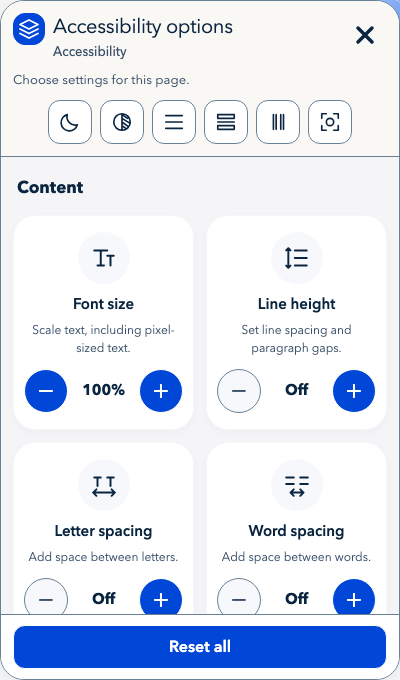 Accessibility options
Accessibility
Choose settings for this page.
Content
Font size
Scale text, including pixel-
sized text.
100%
Line height
Set line spacing and
paragraph gaps.
Off
Letter spacing
Add space between letters.
Off
Word spacing
Add space between words.
Off
Reset all